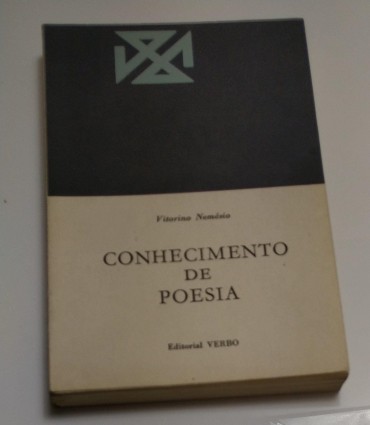 Vitorino Nemésio
CONHECIMENTO
DE
POESIA
Editorial VERBO